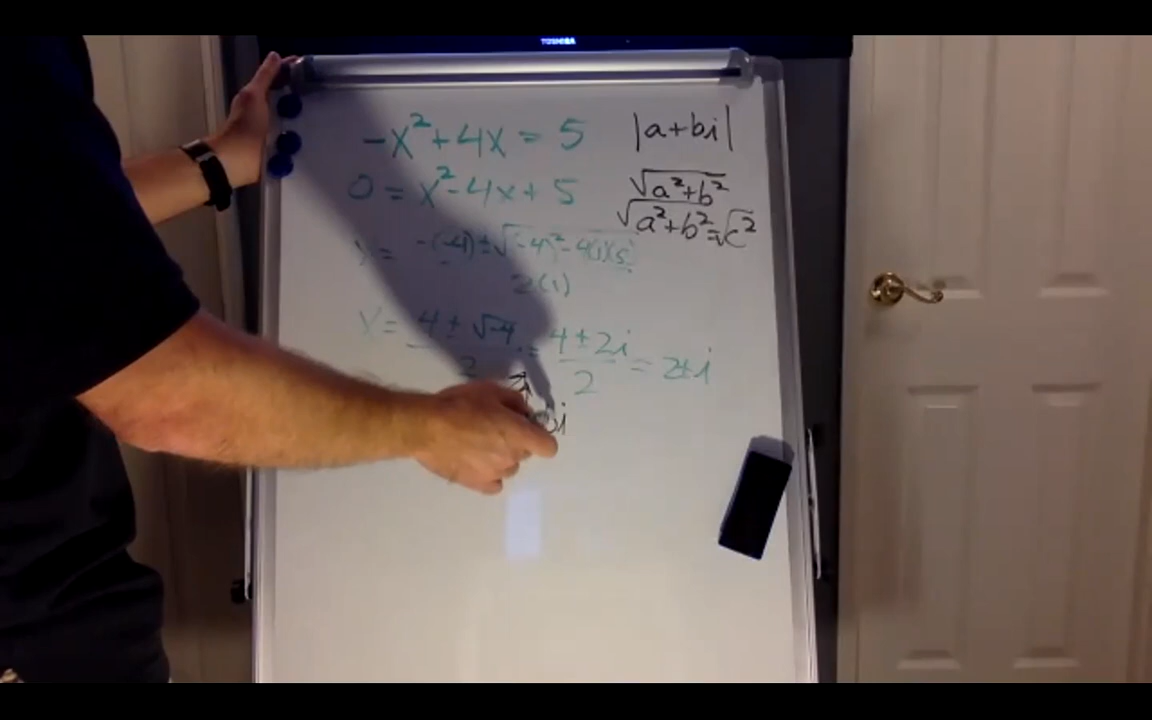 TOSHIBA
-x²+4x = 5
|a+bi|
0 = x²-4x+5
√a²+b²
√a²+b²=√c²
x = -(-4)±√(-4)²-4(1)(5)
2(1)
x = 4 ± √-4 = 4 ± 2i = 2±i
2 2